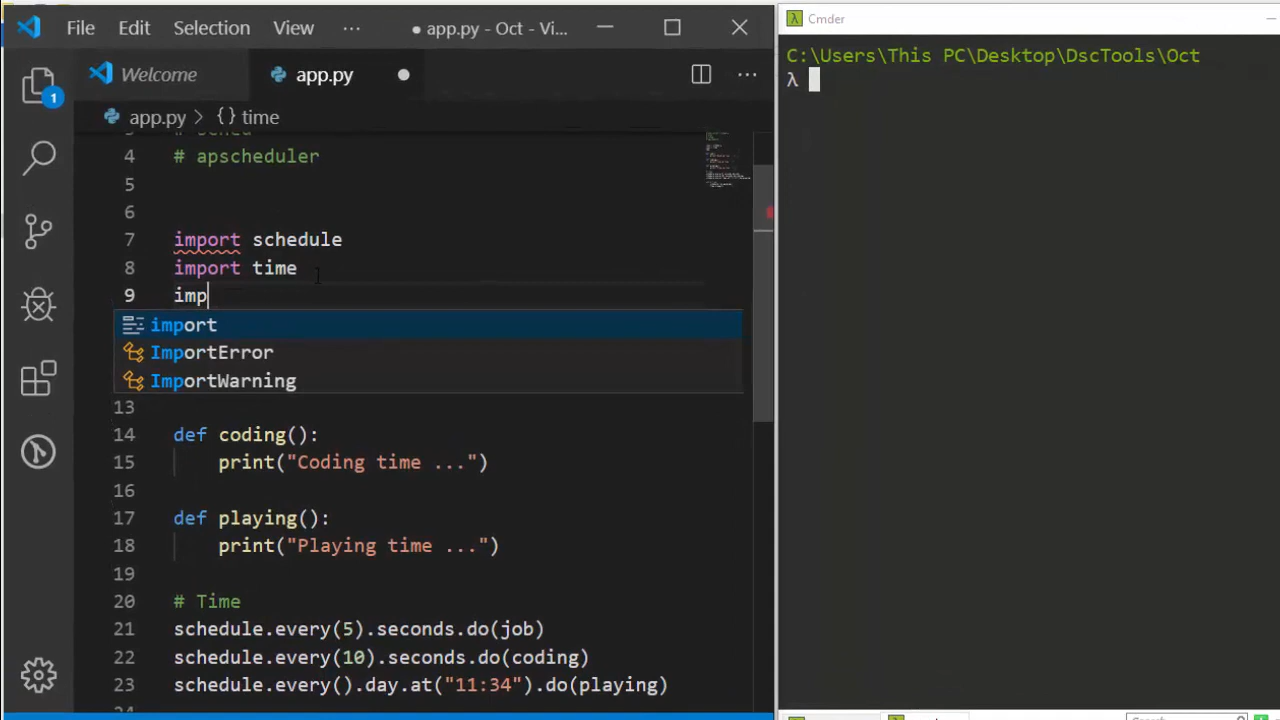 File Edit Selection View ··· ● app.py - Oct - Vi...
Welcome app.py ●
app.py > {} time
4 # apscheduler
5
6
7 import schedule
8 import time
9 imp
import
ImportError
ImportWarning
13
14 def coding():
15 print("Coding time ...")
16
17 def playing():
18 print("Playing time ...")
19
20 # Time
21 schedule.every(5).seconds.do(job)
22 schedule.every(10).seconds.do(coding)
23 schedule.every().day.at("11:34").do(playing)
1
λ Cmder
C:\Users\This PC\Desktop\DscTools\Oct
λ